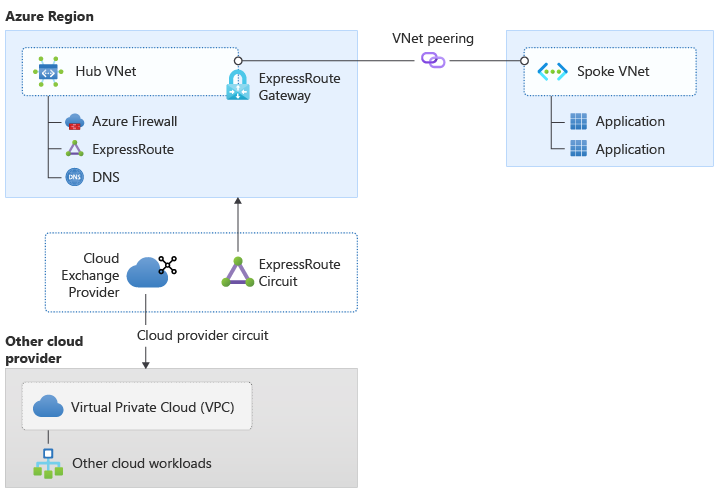 Azure Region
VNet peering
Hub VNet
ExpressRoute
Gateway
Spoke VNet
Azure Firewall
ExpressRoute
DNS
DNS
Application
Application
Cloud
Exchange
Provider
ExpressRoute
Circuit
Cloud provider circuit
Other cloud
provider
Virtual Private Cloud (VPC)
Other cloud workloads